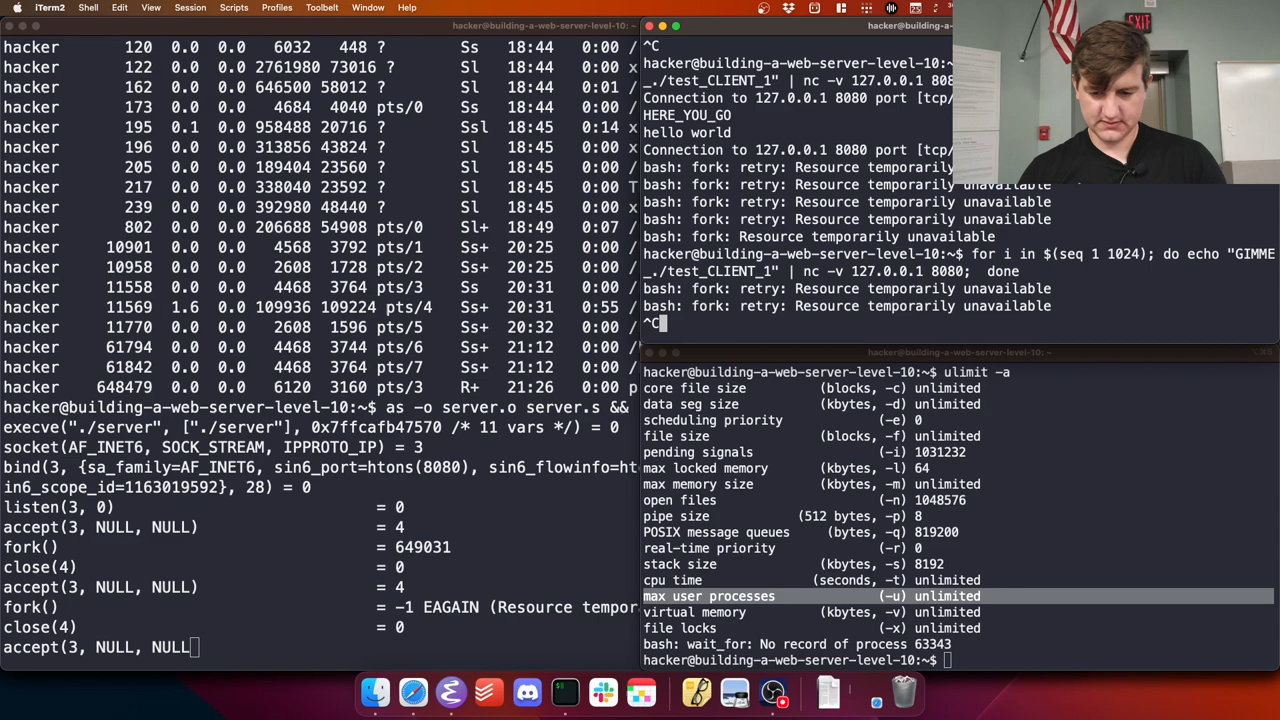 iTerm2 Shell Edit View Session Scripts Profiles Toolbelt Window Help
hacker@building-a-web-server-level-10:~
hacker 120 0.0 0.0 6032 448 ? Ss 18:44 0:00 /
hacker 122 0.0 0.0 2761980 73016 ? Sl 18:44 0:00 x
hacker 162 0.0 0.0 646500 58012 ? Sl 18:44 0:01 /
hacker 173 0.0 0.0 4684 4040 pts/0 Ss 18:44 0:00 /
hacker 195 0.1 0.0 958488 20716 ? Ssl 18:45 0:14 x
hacker 196 0.0 0.0 313856 43824 ? Sl 18:45 0:00 x
hacker 205 0.0 0.0 189404 23560 ? Sl 18:45 0:00 /
hacker 217 0.0 0.0 338040 23592 ? Sl 18:45 0:00 T
hacker 239 0.0 0.0 392980 48440 ? Sl 18:45 0:00 x
hacker 802 0.0 0.0 206688 54908 pts/0 Sl+ 18:49 0:07 /
hacker 10901 0.0 0.0 4568 3792 pts/1 Ss+ 20:25 0:00 /
hacker 10958 0.0 0.0 2608 1728 pts/2 Ss+ 20:25 0:00 /
hacker 11558 0.0 0.0 4468 3764 pts/3 Ss 20:31 0:00 /
hacker 11569 1.6 0.0 109936 109224 pts/4 Ss+ 20:31 0:55 /
hacker 11770 0.0 0.0 2608 1596 pts/5 Ss+ 20:32 0:00 /
hacker 61794 0.0 0.0 4468 3744 pts/6 Ss+ 21:12 0:00 /
hacker 61842 0.0 0.0 4468 3764 pts/7 Ss+ 21:12 0:00 /
hacker 648479 0.0 0.0 6120 3160 pts/3 R+ 21:26 0:00 p
hacker@building-a-web-server-level-10:~$ as -o server.o server.s &&
execve("./server", ["./server"], 0x7ffcafb47570 /* 11 vars */) = 0
socket(AF_INET6, SOCK_STREAM, IPPROTO_IP) = 3
bind(3, {sa_family=AF_INET6, sin6_port=htons(8080), sin6_flowinfo=hto
in6_scope_id=1163019592}, 28) = 0
listen(3, 0) = 0
accept(3, NULL, NULL) = 4
fork() = 649031
close(4) = 0
accept(3, NULL, NULL) = 4
fork() = -1 EAGAIN (Resource tempor
close(4) = 0
accept(3, NULL, NULL
hacker@building-a-web-server-level-10:
^C
hacker@building-a-web-server-level-10:~
_./test_CLIENT_1" | nc -v 127.0.0.1 8080
Connection to 127.0.0.1 8080 port [tcp/
HERE_YOU_GO
hello world
Connection to 127.0.0.1 8080 port [tcp/
bash: fork: retry: Resource temporarily unavailable
bash: fork: retry: Resource temporarily unavailable
bash: fork: retry: Resource temporarily unavailable
bash: fork: retry: Resource temporarily unavailable
bash: fork: Resource temporarily unavailable
hacker@building-a-web-server-level-10:~$ for i in $(seq 1 1024); do echo "GIMME
_./test_CLIENT_1" | nc -v 127.0.0.1 8080; done
bash: fork: retry: Resource temporarily unavailable
bash: fork: retry: Resource temporarily unavailable
^C
EXIT
hacker@building-a-web-server-level-10: ~
hacker@building-a-web-server-level-10:~$ ulimit -a
core file size (blocks, -c) unlimited
data seg size (kbytes, -d) unlimited
scheduling priority (-e) 0
file size (blocks, -f) unlimited
pending signals (-i) 1031232
max locked memory (kbytes, -l) 64
max memory size (kbytes, -m) unlimited
open files (-n) 1048576
pipe size (512 bytes, -p) 8
POSIX message queues (bytes, -q) 819200
real-time priority (-r) 0
stack size (kbytes, -s) 8192
cpu time (seconds, -t) unlimited
max user processes (-u) unlimited
virtual memory (kbytes, -v) unlimited
file locks (-x) unlimited
bash: wait_for: No record of process 63343
hacker@building-a-web-server-level-10:~$